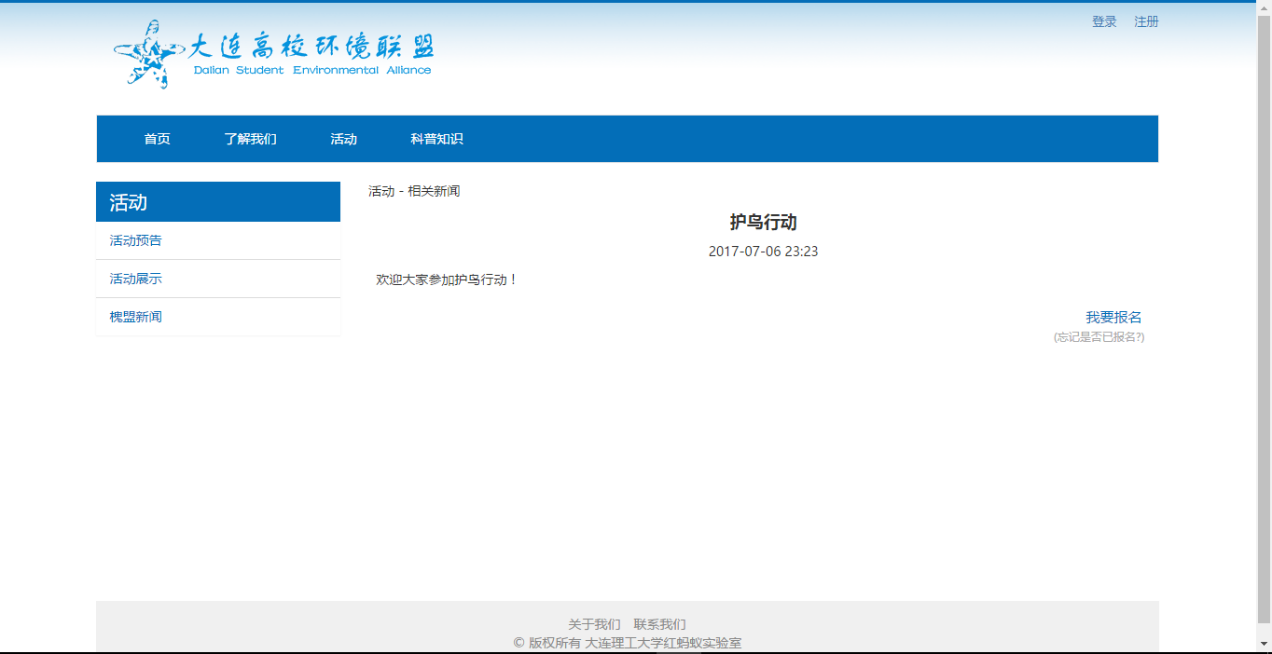 登录 注册
大连高校环境联盟
Dalian Student Environmental Alliance
首页 了解我们 活动 科普知识
活动
活动预告
活动展示
槐盟新闻
活动 - 相关新闻
护鸟行动
2017-07-06 23:23
欢迎大家参加护鸟行动！
我要报名
(忘记是否已报名?)
关于我们 联系我们
© 版权所有 大连理工大学红蚂蚁实验室